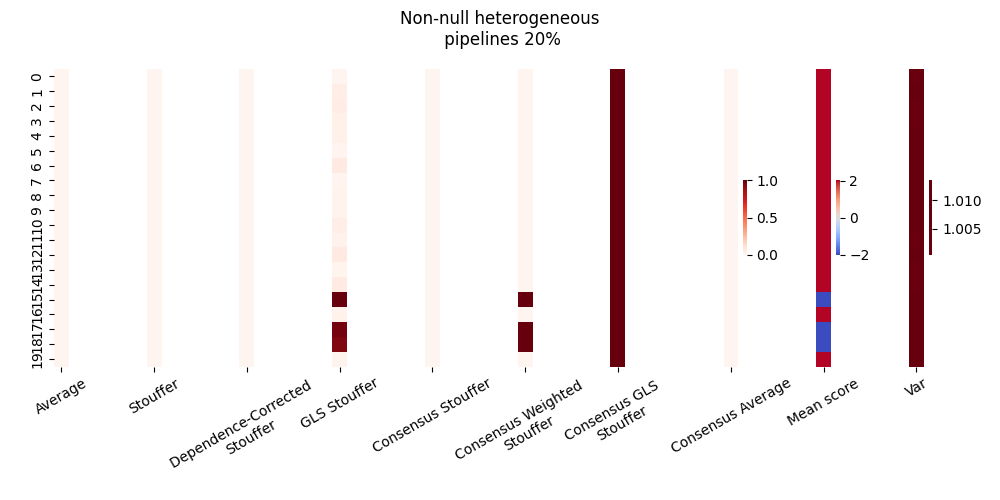 Non-null heterogeneous
pipelines 20%
0
1
2
3
4
5
6
7
8
9
10
11
12
13
14
15
16
17
18
19
1.0
0.5
0.0
2
0
−2
1.010
1.005
Average
Stouffer
Dependence-Corrected
Stouffer
GLS Stouffer
Consensus Stouffer
Consensus Weighted
Stouffer
Consensus GLS
Stouffer
Consensus Average
Mean score
Var